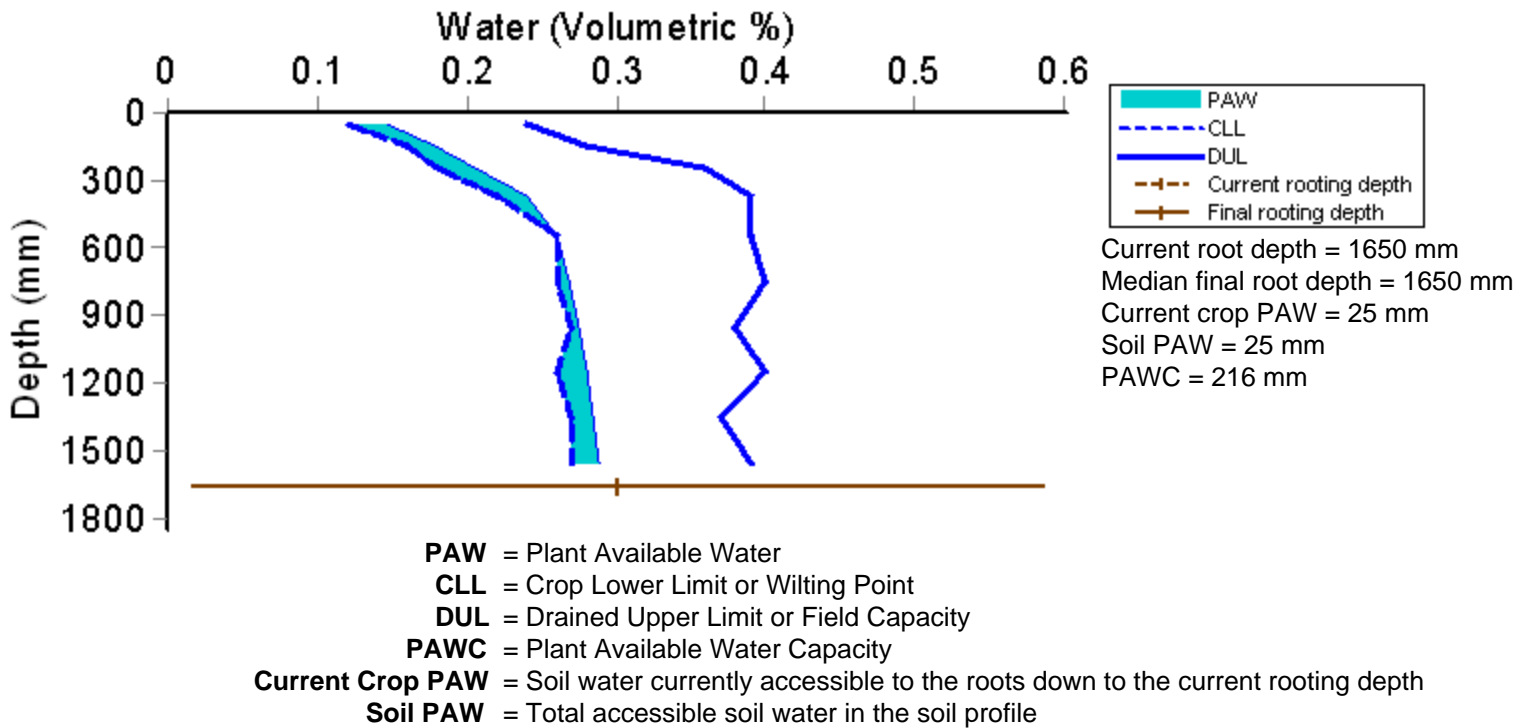 Water (Volumetric %)
0 0.1 0.2 0.3 0.4 0.5 0.6
Depth (mm)
0
300
600
900
1200
1500
1800
PAW
CLL
DUL
Current rooting depth
Final rooting depth
Current root depth = 1650 mm
Median final root depth = 1650 mm
Current crop PAW = 25 mm
Soil PAW = 25 mm
PAWC = 216 mm
PAW = Plant Available Water
CLL = Crop Lower Limit or Wilting Point
DUL = Drained Upper Limit or Field Capacity
PAWC = Plant Available Water Capacity
Current Crop PAW = Soil water currently accessible to the roots down to the current rooting depth
Soil PAW = Total accessible soil water in the soil profile